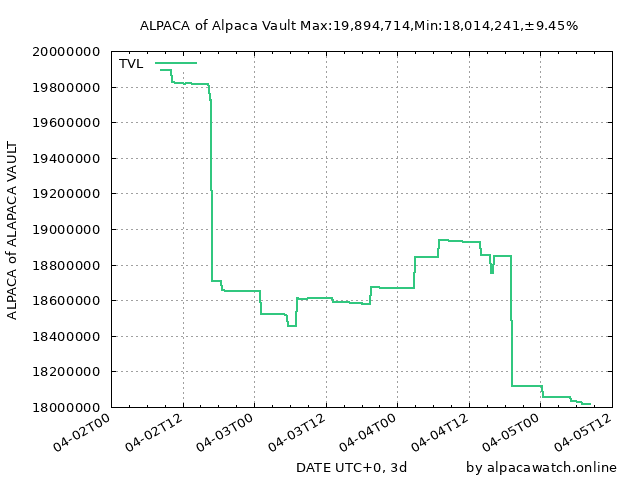 ALPACA of Alpaca Vault Max:19,894,714,Min:18,014,241,±9.45%
20000000
TVL
19800000
19600000
19400000
19200000
19000000
18800000
18600000
18400000
18200000
18000000
ALPACA of ALAPACA VAULT
04-02T00
04-02T12
04-03T00
04-03T12
04-04T00
04-04T12
04-05T00
04-05T12
DATE UTC+0, 3d
by alpacawatch.online